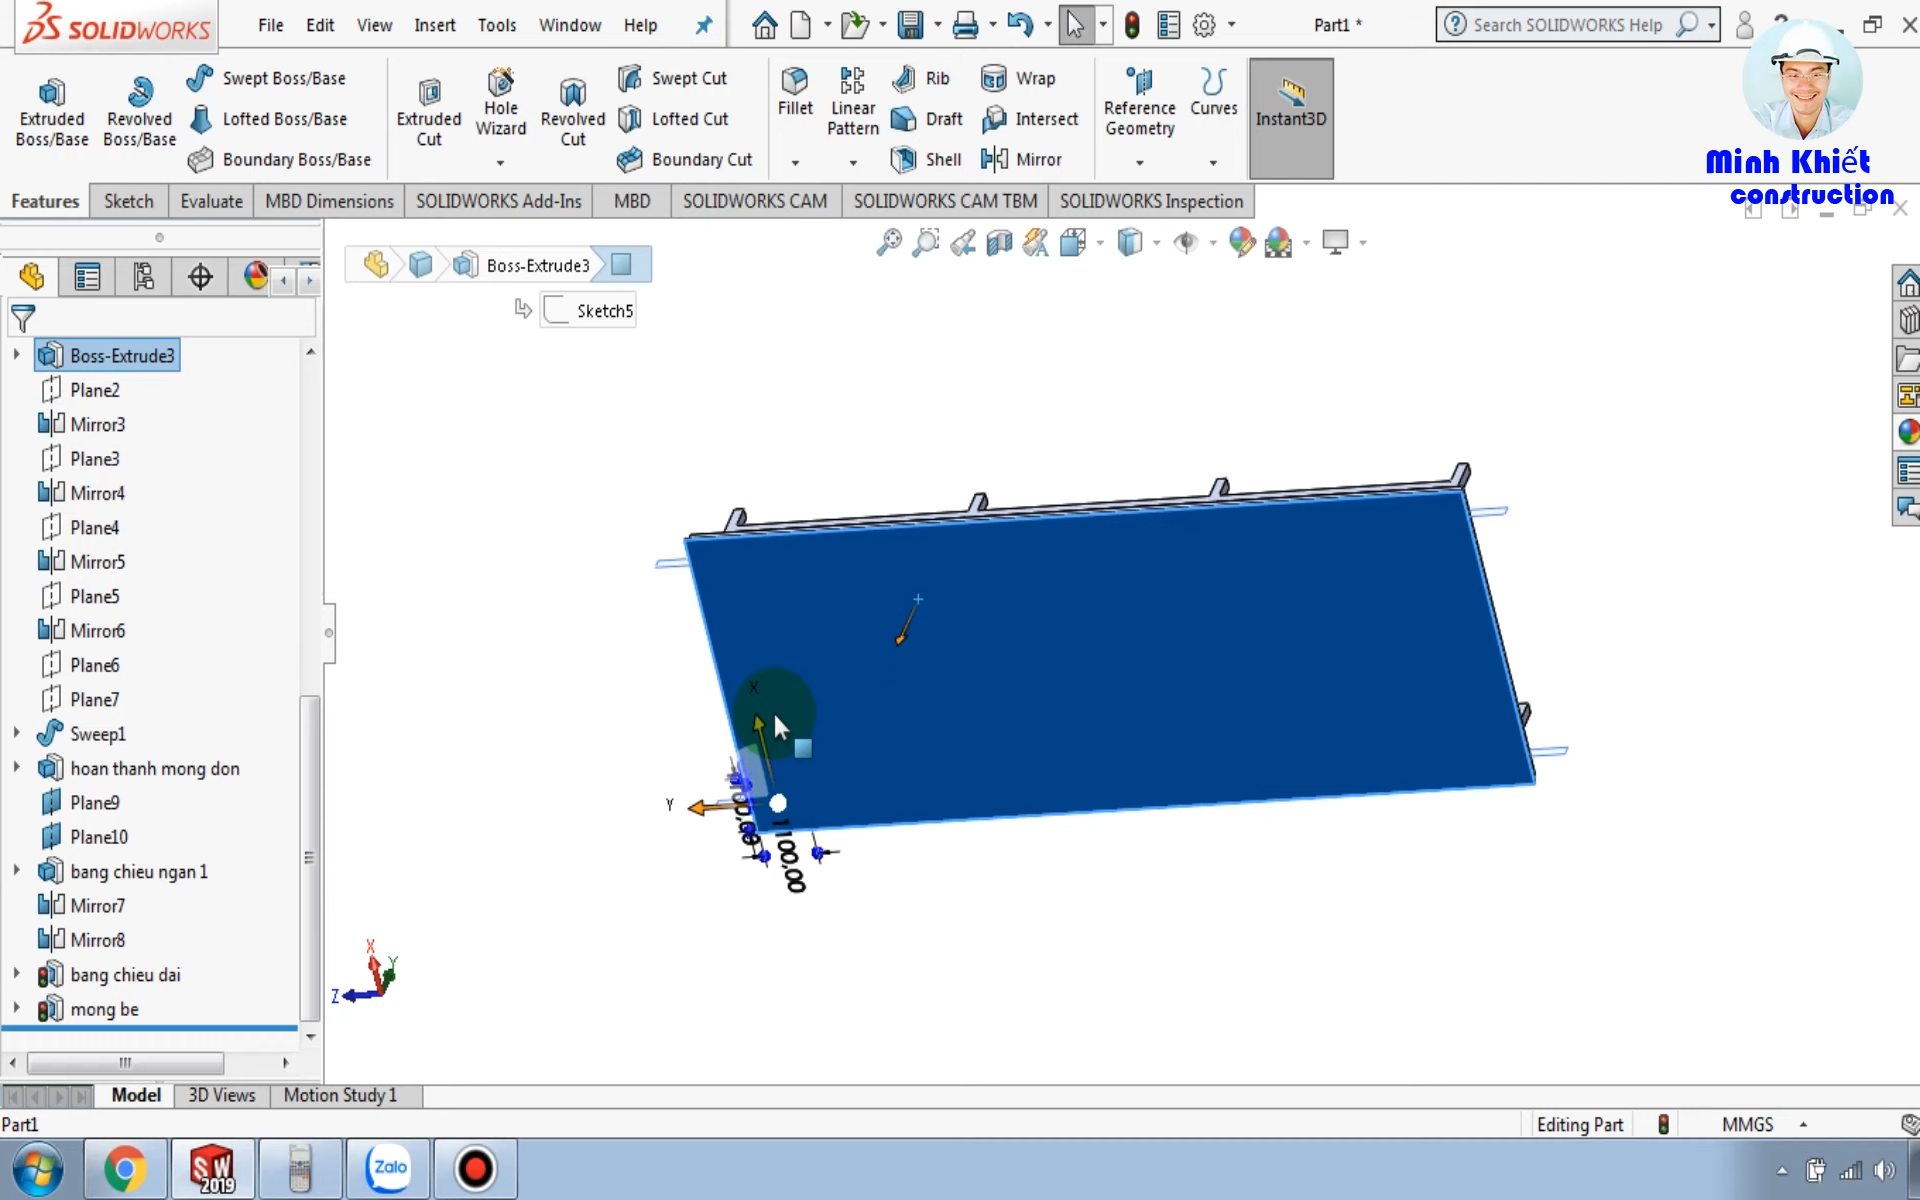 SOLIDWORKS
File Edit View Insert Tools Window Help
Part1 *
Search SOLIDWORKS Help
Extruded Boss/Base
Revolved Boss/Base
Swept Boss/Base
Lofted Boss/Base
Boundary Boss/Base
Extruded Cut
Hole Wizard
Revolved Cut
Swept Cut
Lofted Cut
Boundary Cut
Fillet
Linear Pattern
Rib
Draft
Shell
Wrap
Intersect
Mirror
Reference Geometry
Curves
Instant3D
Minh Khiết
construction
Features Sketch Evaluate MBD Dimensions SOLIDWORKS Add-Ins MBD SOLIDWORKS CAM SOLIDWORKS CAM TBM SOLIDWORKS Inspection
Boss-Extrude3
Sketch5
Boss-Extrude3
Plane2
Mirror3
Plane3
Mirror4
Plane4
Mirror5
Plane5
Mirror6
Plane6
Plane7
Sweep1
hoan thanh mong don
Plane9
Plane10
bang chieu ngan 1
Mirror7
Mirror8
bang chieu dai
mong be
X
Y
1100,00
X
Y
Z
Model 3D Views Motion Study 1
Part1
Editing Part
MMGS
SW
2019
Zalo